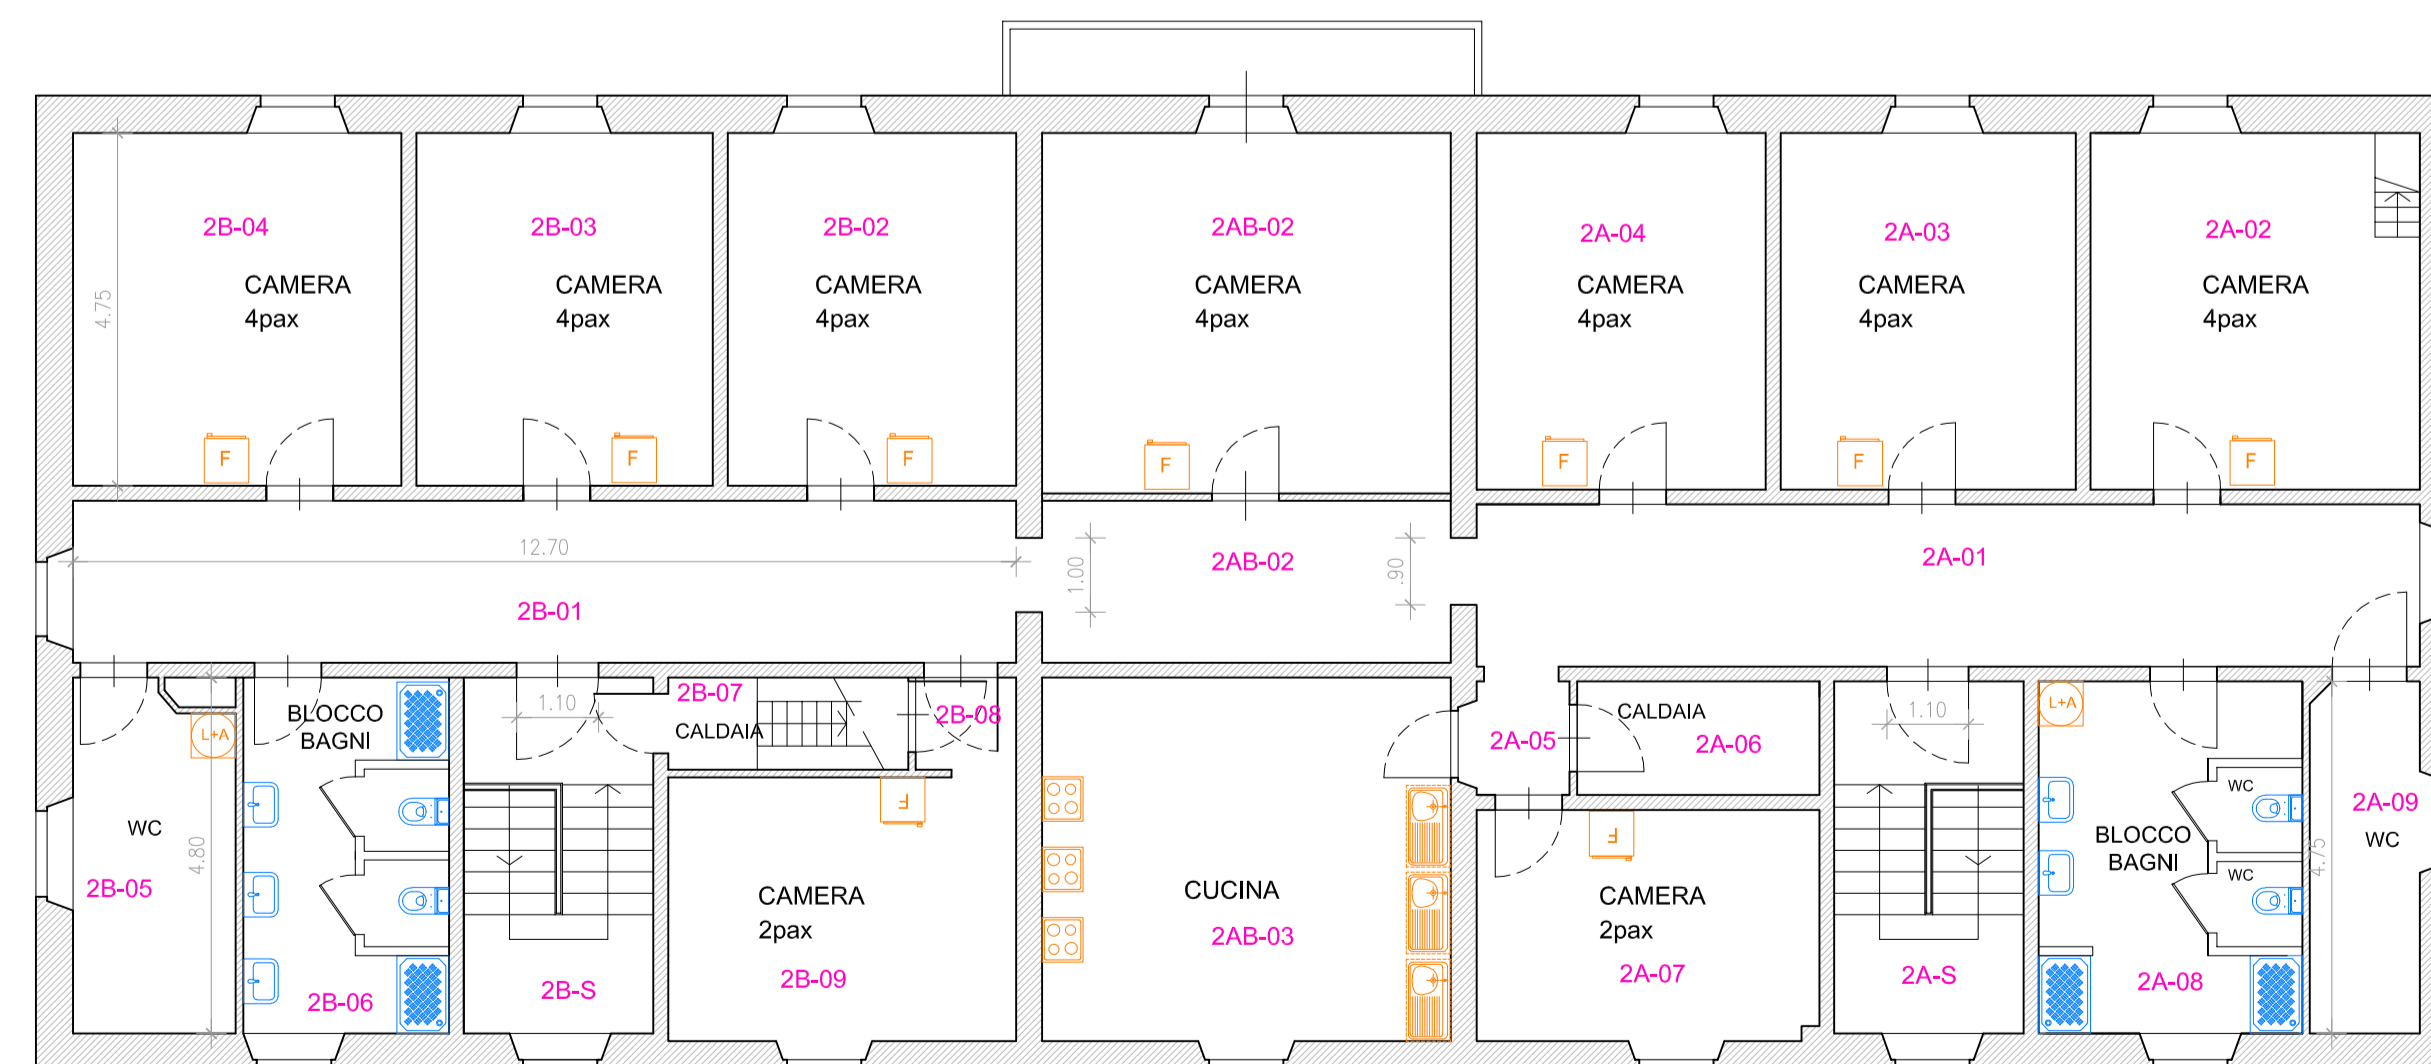 2B-04
CAMERA
4pax
2B-03
CAMERA
4pax
2B-02
CAMERA
4pax
2AB-02
CAMERA
4pax
2A-04
CAMERA
4pax
2A-03
CAMERA
4pax
2A-02
CAMERA
4pax
4.75
F
F
F
F
F
F
F
12.70
2B-01
1.00
2AB-02
.90
2A-01
WC
2B-05
4.80
L+A
BLOCCO
BAGNI
2B-06
1.10
2B-S
2B-07
CALDAIA
2B-08
F
CAMERA
2pax
2B-09
CUCINA
2AB-03
2A-05
CALDAIA
2A-06
F
CAMERA
2pax
2A-07
1.10
2A-S
L+A
BLOCCO
BAGNI
WC
WC
2A-08
4.75
2A-09
WC